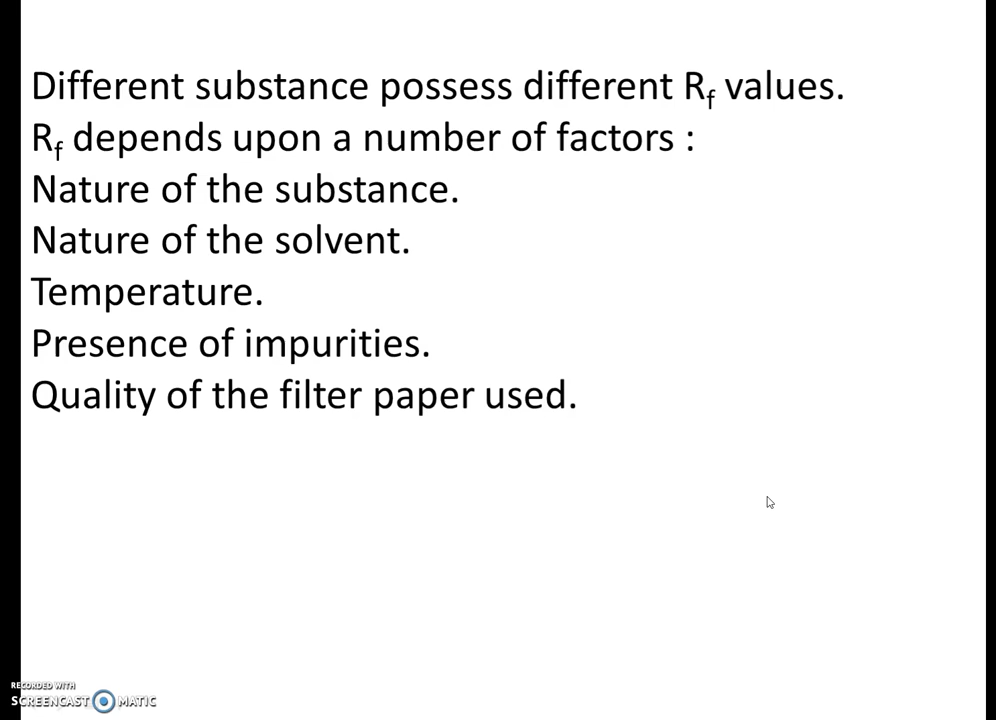 Different substance possess different Rf values.
Rf depends upon a number of factors :
Nature of the substance.
Nature of the solvent.
Temperature.
Presence of impurities.
Quality of the filter paper used.
RECORDED WITH
SCREENCAST MATIC